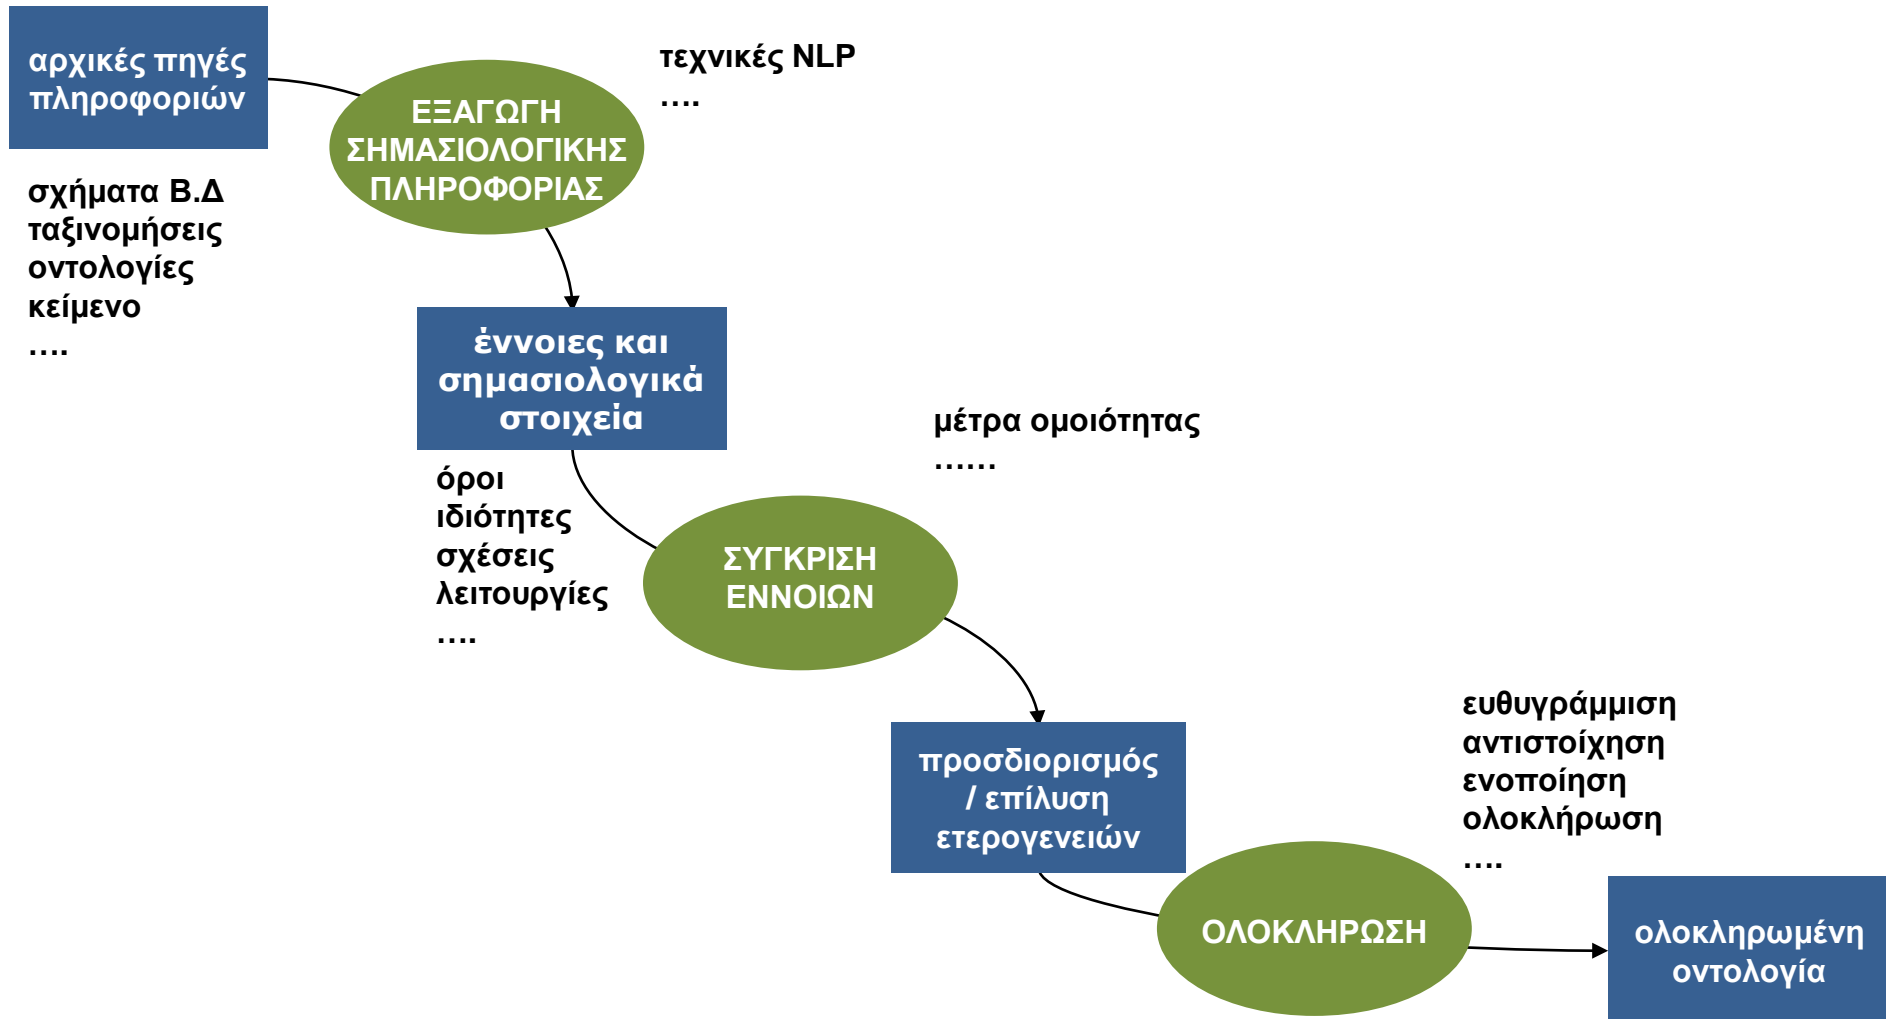 αρχικές πηγές
πληροφοριών
σχήματα Β.Δ
ταξινομήσεις
οντολογίες
κείμενο
….
ΕΞΑΓΩΓΗ
ΣΗΜΑΣΙΟΛΟΓΙΚΗΣ
ΠΛΗΡΟΦΟΡΙΑΣ
τεχνικές NLP
….
έννοιες και
σημασιολογικά
στοιχεία
όροι
ιδιότητες
σχέσεις
λειτουργίες
….
ΣΥΓΚΡΙΣΗ
ΕΝΝΟΙΩΝ
μέτρα ομοιότητας
……
προσδιορισμός
/ επίλυση
ετερογενειών
ΟΛΟΚΛΗΡΩΣΗ
ευθυγράμμιση
αντιστοίχηση
ενοποίηση
ολοκλήρωση
….
ολοκληρωμένη
οντολογία